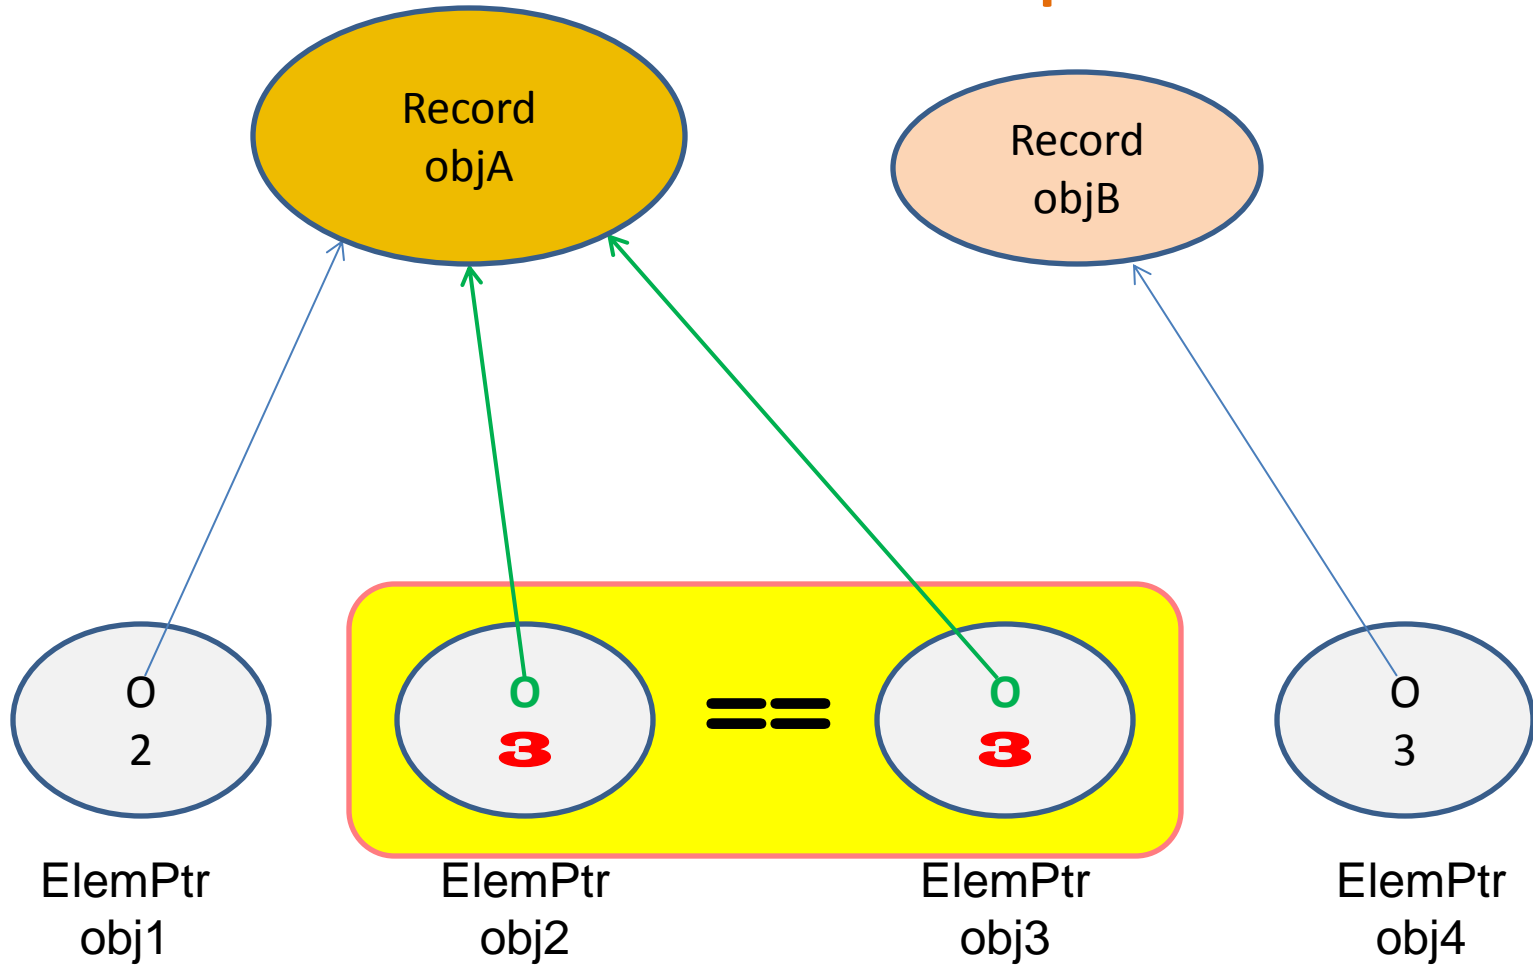 Record
objA
Record
objB
O
2
O
3
==
O
3
O
3
ElemPtr
obj1
ElemPtr
obj2
ElemPtr
obj3
ElemPtr
obj4